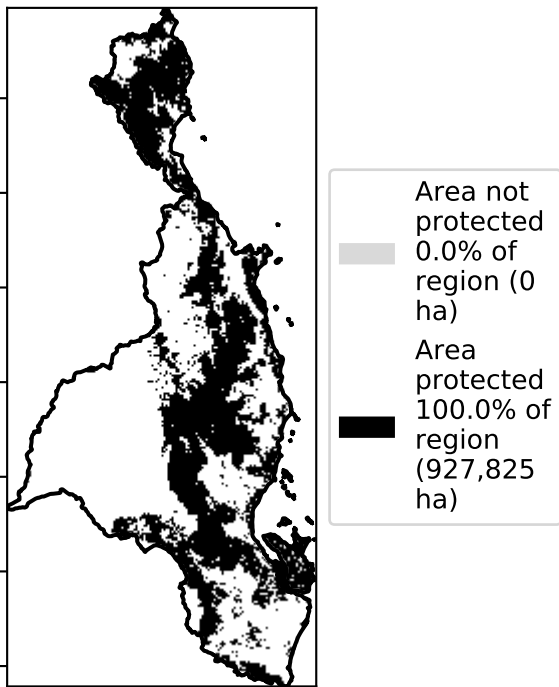 Area not
protected
0.0% of
region (0
ha)
Area
protected
100.0% of
region
(927,825
ha)